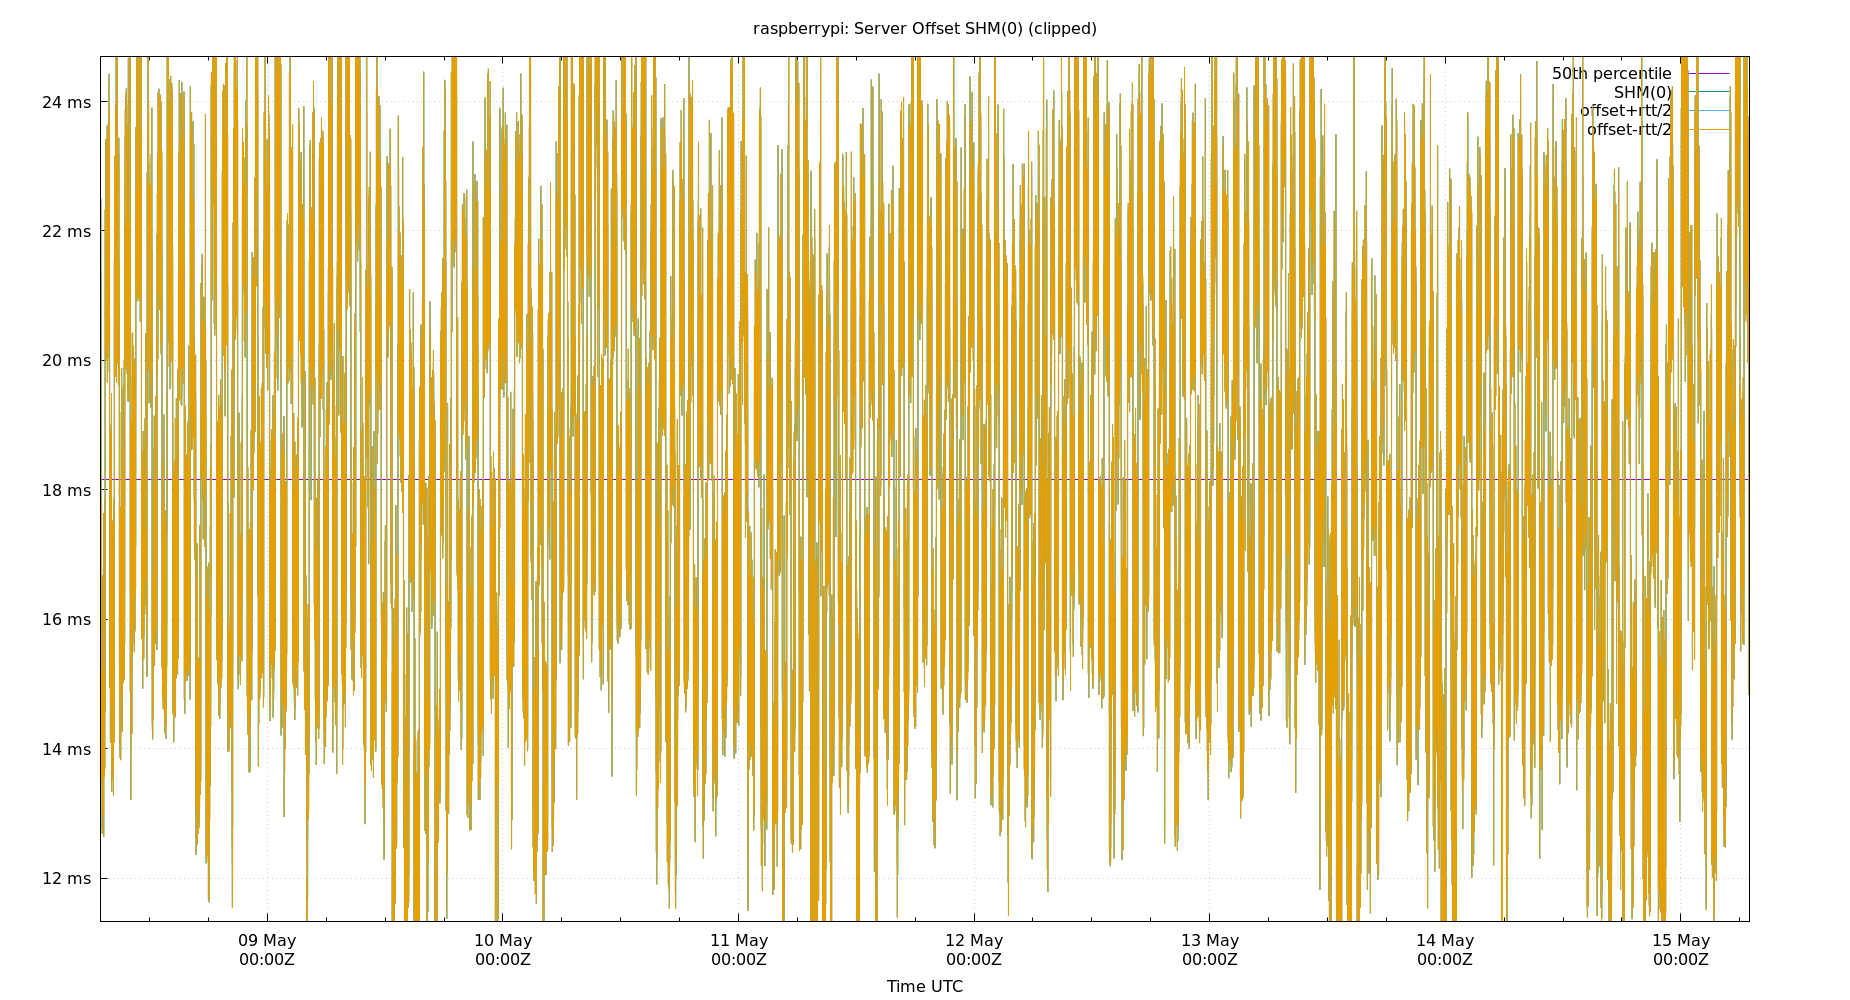 raspberrypi: Server Offset SHM(0) (clipped)
50th percentile
SHM(0)
offset+rtt/2
offset-rtt/2
24 ms
22 ms
20 ms
18 ms
16 ms
14 ms
12 ms
09 May 10 May 11 May 12 May 13 May 14 May 15 May
00:00Z 00:00Z 00:00Z 00:00Z 00:00Z 00:00Z 00:00Z
Time UTC